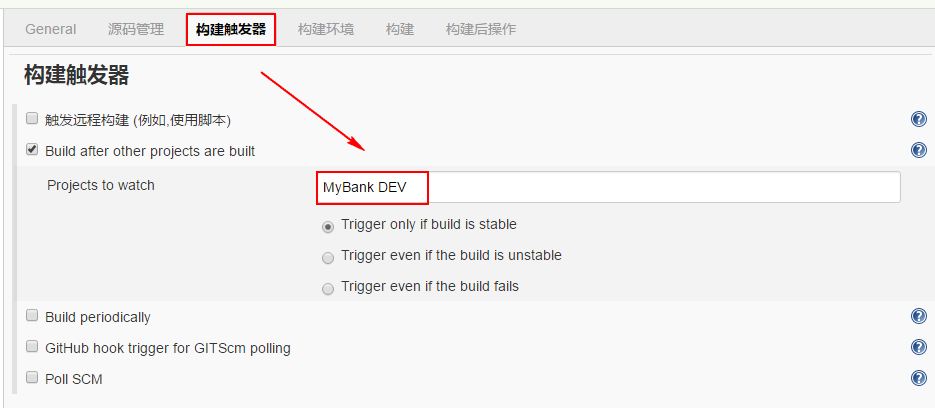 General 源码管理 构建触发器 构建环境 构建 构建后操作
构建触发器
触发远程构建 (例如,使用脚本)
Build after other projects are built
Projects to watch MyBank DEV
Trigger only if build is stable
Trigger even if the build is unstable
Trigger even if the build fails
Build periodically
GitHub hook trigger for GITScm polling
Poll SCM